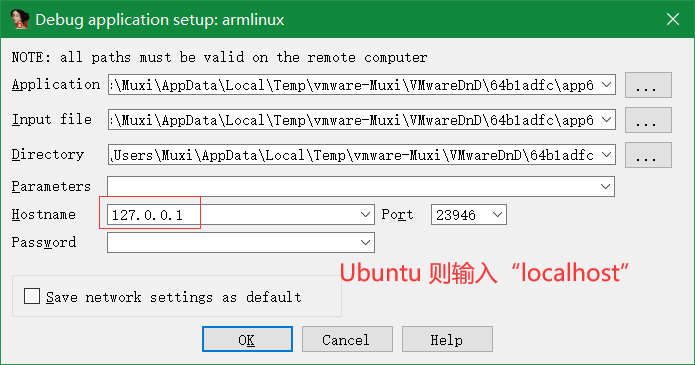 Debug application setup: armlinux
NOTE: all paths must be valid on the remote computer
Application :\Muxi\AppData\Local\Temp\vmware-Muxi\VMwareDnD\64b1adfc\app6 ...
Input file :\Muxi\AppData\Local\Temp\vmware-Muxi\VMwareDnD\64b1adfc\app6 ...
Directory \Users\Muxi\AppData\Local\Temp\vmware-Muxi\VMwareDnD\64b1adfc ...
Parameters
Hostname 127.0.0.1 Port 23946
Password
Ubuntu 则输入“localhost”
Save network settings as default
OK Cancel Help